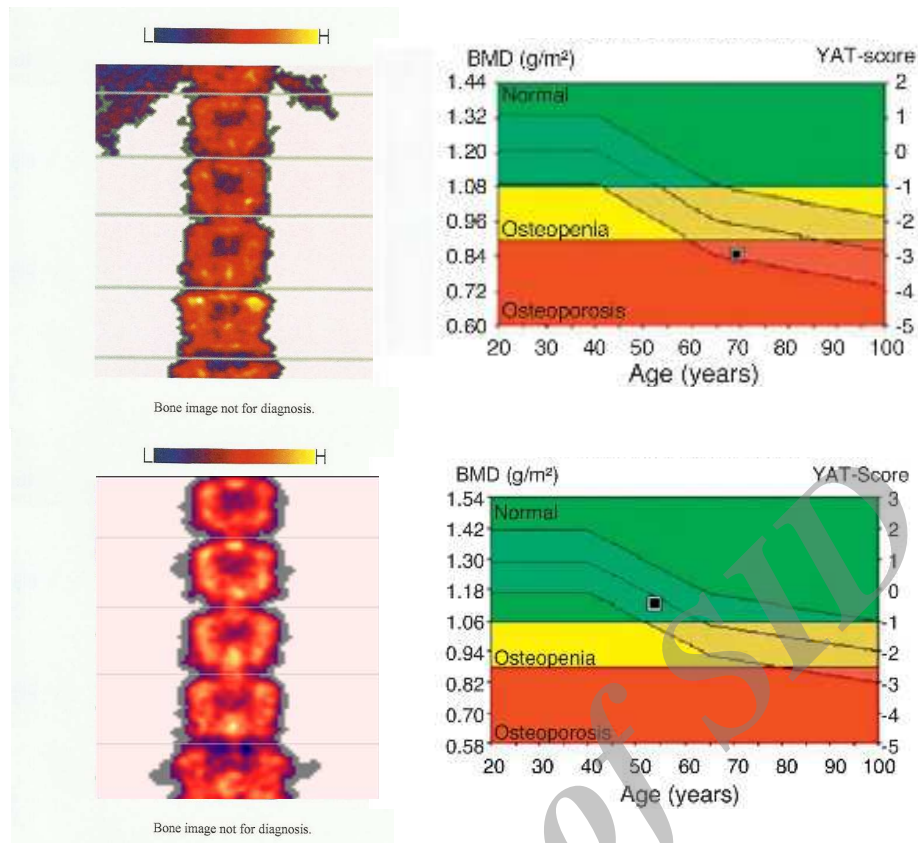 L H
Bone image not for diagnosis.
BMD (g/m²) YAT-score
1.44 2
Normal
1.32 1
1.20 0
1.08 -1
0.96 -2
Osteopenia
0.84 -3
0.72 -4
Osteoporosis
0.60 -5
20 30 40 50 60 70 80 90 100
Age (years)
L H
Bone image not for diagnosis.
BMD (g/m²) YAT-Score
1.54 3
Normal
1.42 2
1.30 1
1.18 0
1.06 -1
0.94 -2
Osteopenia
0.82 -3
0.70 -4
Osteoporosis
0.58 -5
20 30 40 50 60 70 80 90 100
Age (years)
of SID